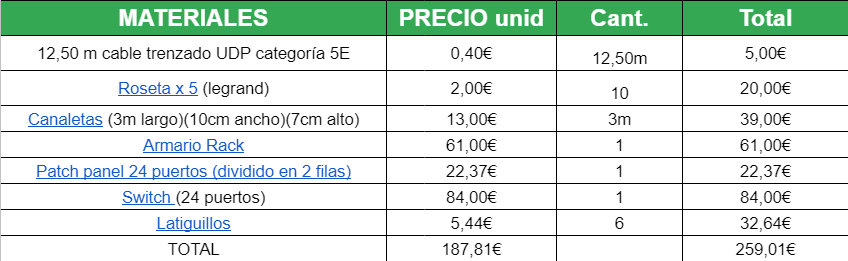 MATERIALES PRECIO unid Cant. Total
12,50 m cable trenzado UDP categoría 5E 0,40€ 12,50m 5,00€
Roseta x 5 (legrand) 2,00€ 10 20,00€
Canaletas (3m largo)(10cm ancho)(7cm alto) 13,00€ 3m 39,00€
Armario Rack 61,00€ 1 61,00€
Patch panel 24 puertos (dividido en 2 filas) 22,37€ 1 22,37€
Switch (24 puertos) 84,00€ 1 84,00€
Latiguillos 5,44€ 6 32,64€
TOTAL 187,81€ 259,01€